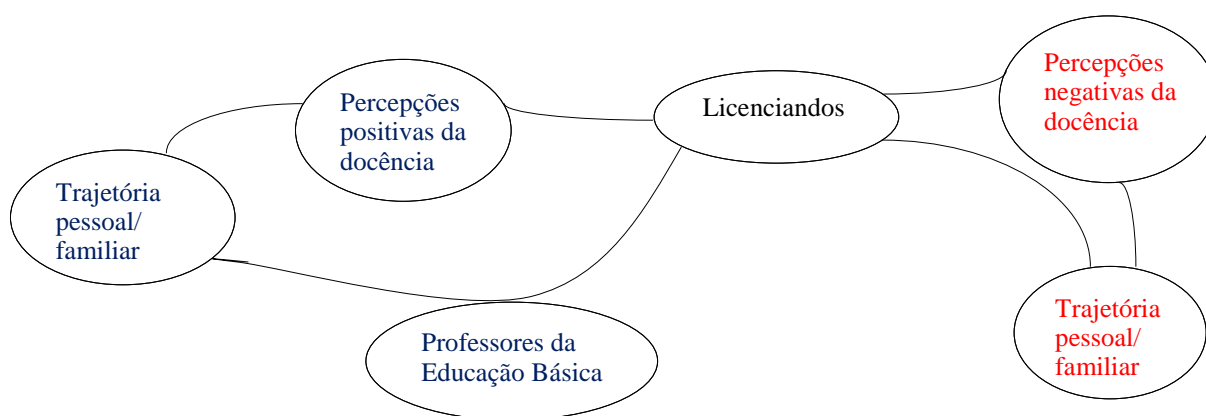 Percepções
positivas da
docência
Licenciandos
Percepções
negativas da
docência
Trajetória
pessoal/
familiar
Professores da
Educação Básica
Trajetória
pessoal/
familiar